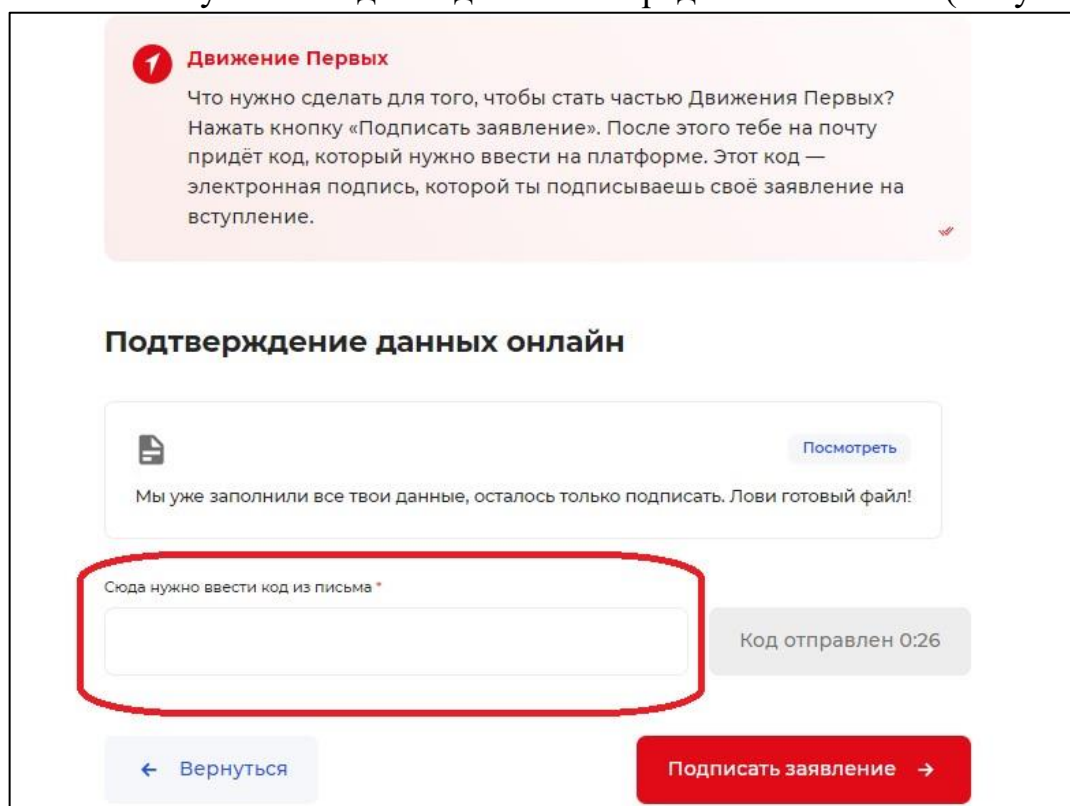 Движение Первых
Что нужно сделать для того, чтобы стать частью Движения Первых?
Нажать кнопку «Подписать заявление». После этого тебе на почту
придёт код, который нужно ввести на платформе. Этот код —
электронная подпись, которой ты подписываешь своё заявление на
вступление.
Подтверждение данных онлайн
Посмотреть
Мы уже заполнили все твои данные, осталось только подписать. Лови готовый файл!
Сюда нужно ввести код из письма *
Код отправлен 0:26
← Вернуться
Подписать заявление →